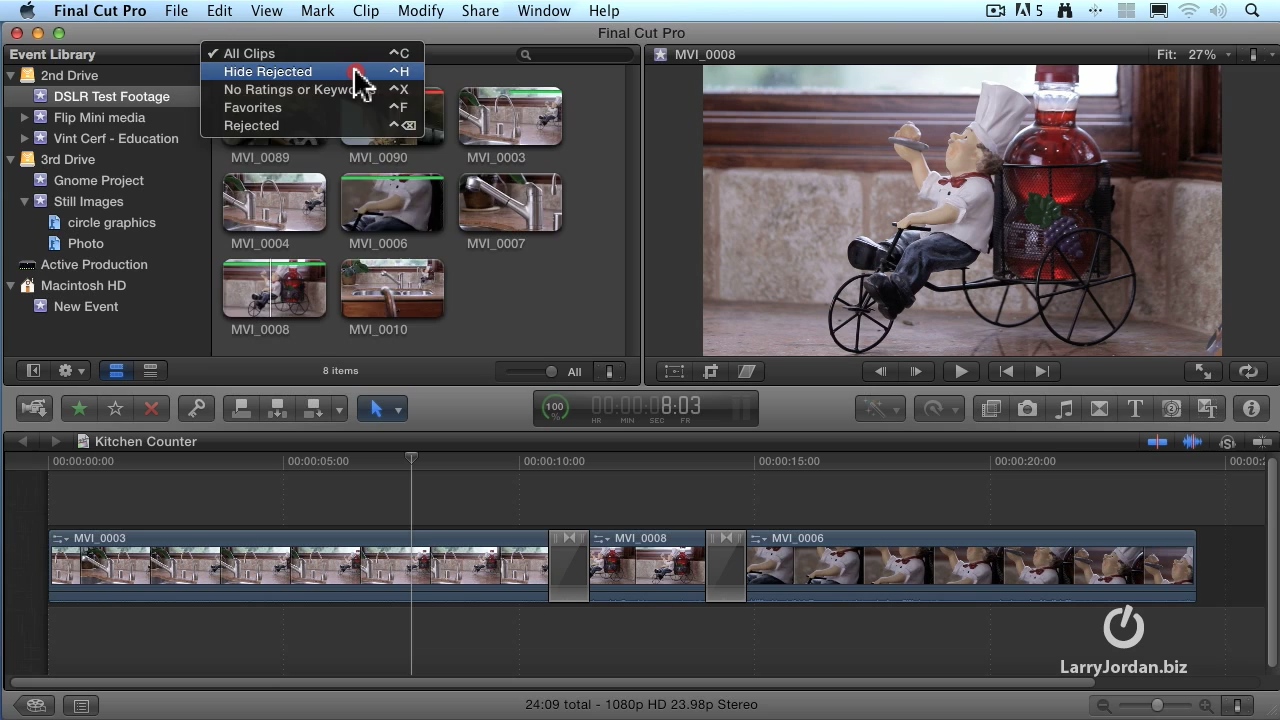 Final Cut Pro File Edit View Mark Clip Modify Share Window Help 5
Final Cut Pro
Event Library
✓ All Clips ^C
Hide Rejected ^H
No Ratings or Keywo ^X
Favorites ^F
Rejected ^⌫
MVI_0008
Fit: 27%
2nd Drive
DSLR Test Footage
Flip Mini media
Vint Cerf - Education
3rd Drive
Gnome Project
Still Images
circle graphics
Photo
Active Production
Macintosh HD
New Event
MVI_0089 MVI_0090 MVI_0003
MVI_0004 MVI_0006 MVI_0007
MVI_0008 MVI_0010
8 items
All
100
%
00:00:08:03
HR MIN SEC FR
Kitchen Counter
00:00:00:00 00:00:05:00 00:00:10:00 00:00:15:00 00:00:20:00 00:00:2
MVI_0003 MVI_0008 MVI_0006
LarryJordan.biz
24:09 total - 1080p HD 23.98p Stereo